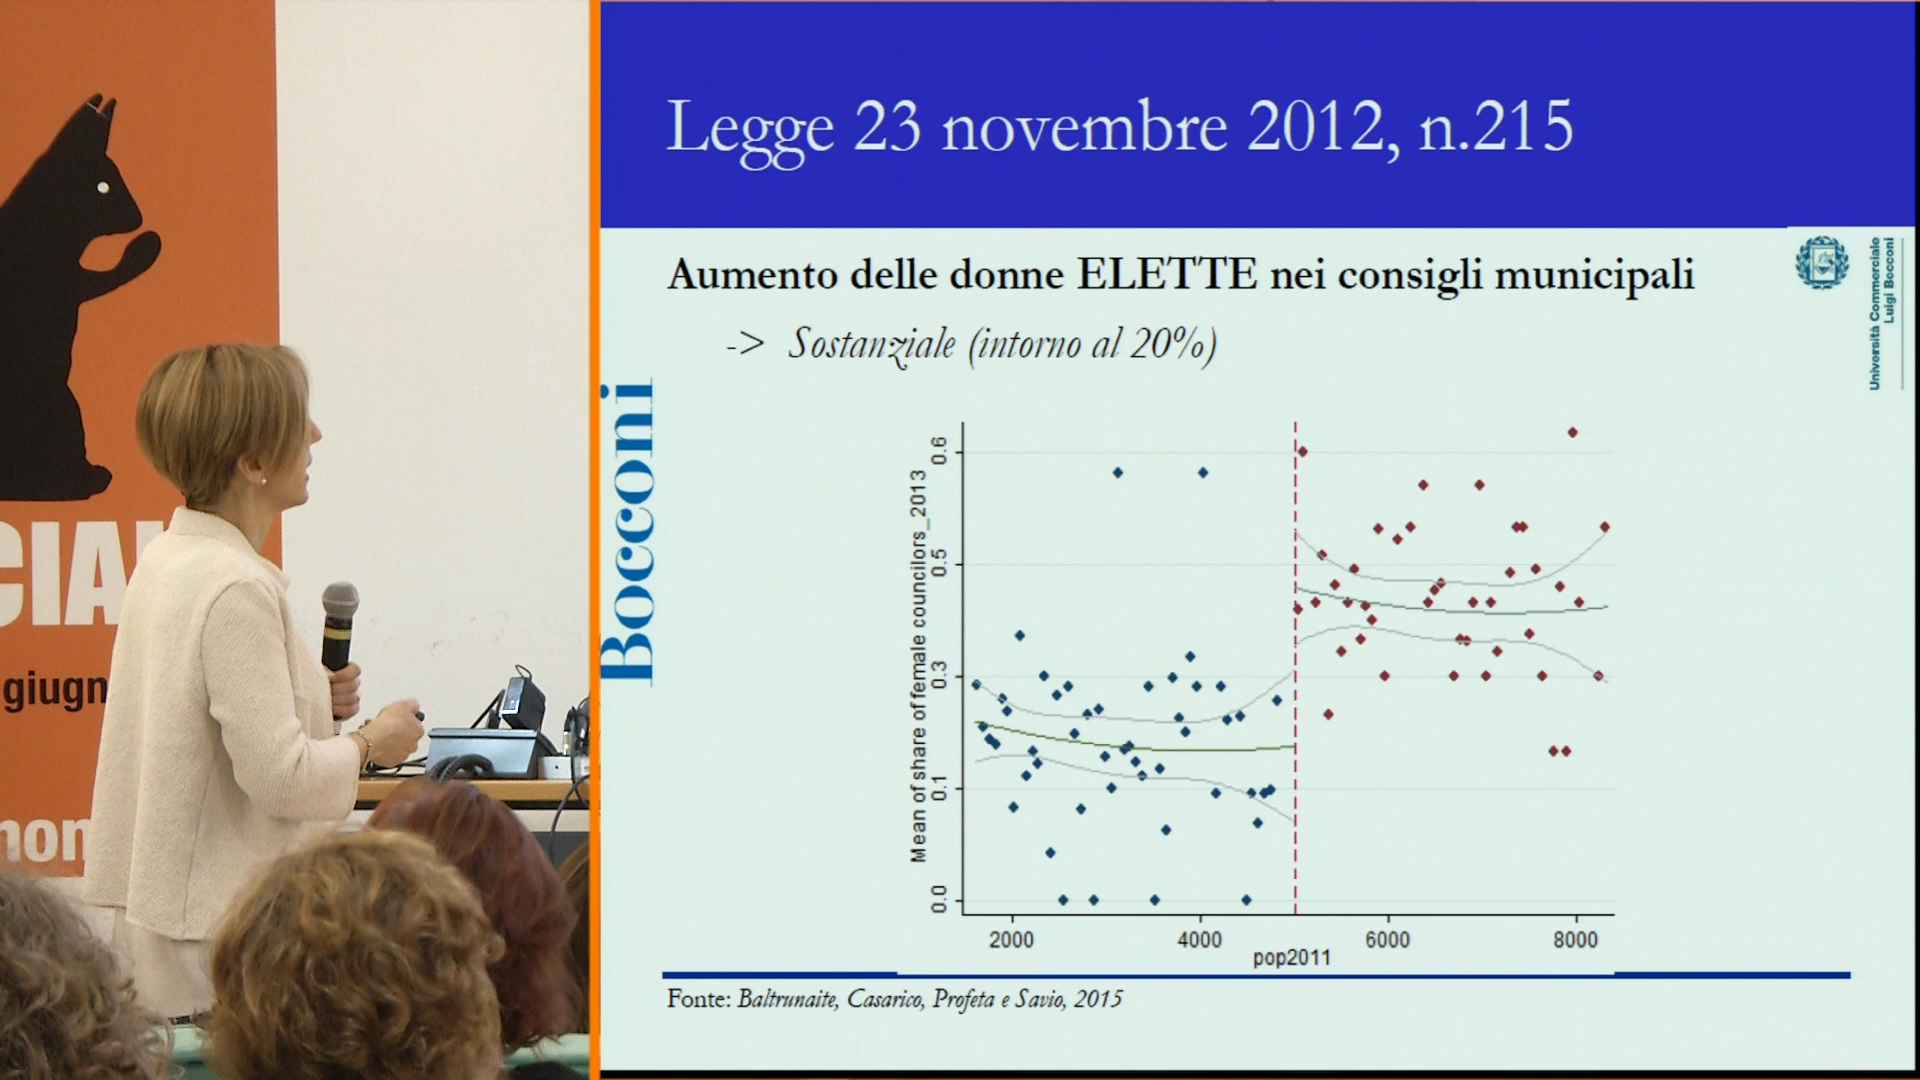 CIAL
giugn
non
Legge 23 novembre 2012, n.215
Aumento delle donne ELETTE nei consigli municipali
-> Sostanziale (intorno al 20%)
Università Commerciale
Luigi Bocconi
Bocconi
Mean of share of female councilors_2013
0.6
0.5
0.3
0.1
0.0
2000
4000
6000
8000
pop2011
Fonte: Baltrunaite, Casarico, Profeta e Savio, 2015